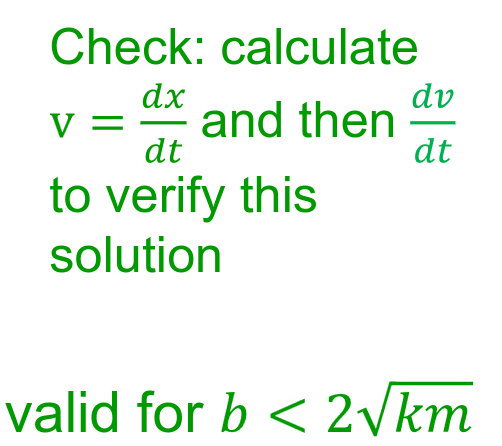 Check: calculate
v = dx/dt and then dv/dt
to verify this
solution
valid for b < 2√km